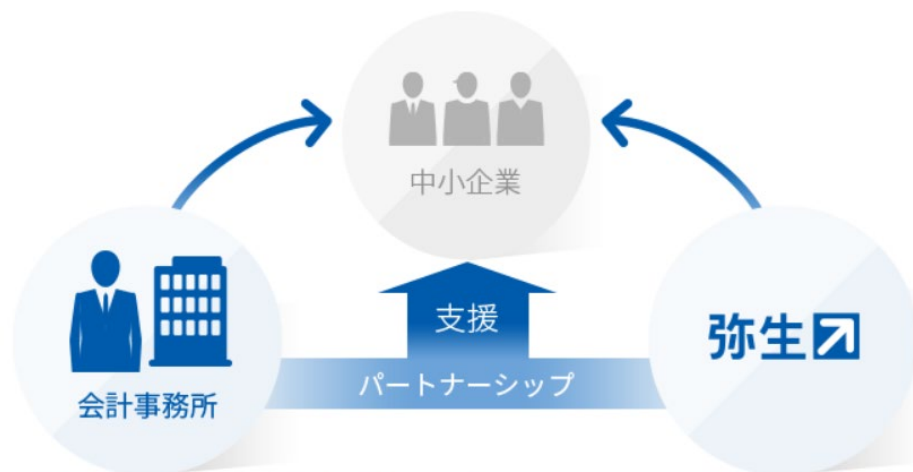 中小企業
支援
パートナーシップ
会計事務所
弥生